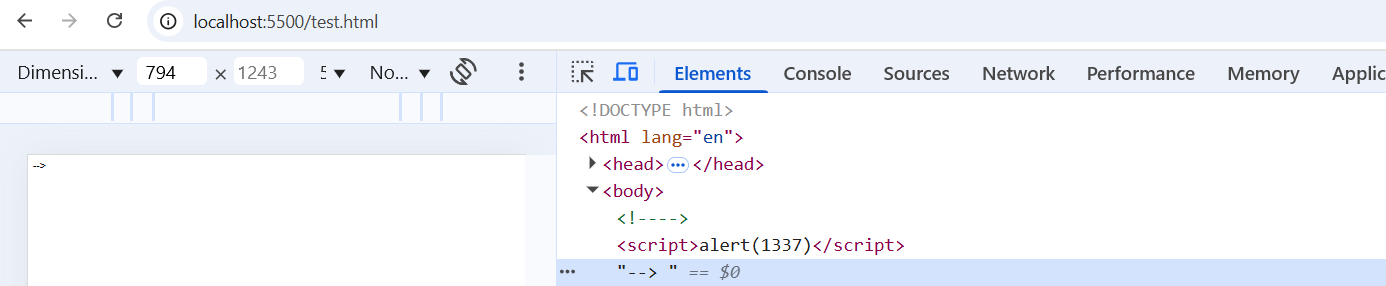 localhost:5500/test.html
Dimensi... ▼ 794 × 1243 ▼ No... ▼
Elements Console Sources Network Performance Memory Applic
<!DOCTYPE html>
<html lang="en">
<head>...</head>
<body>
<!---->
<script>alert(1337)</script>
... "--> " == $0
-->